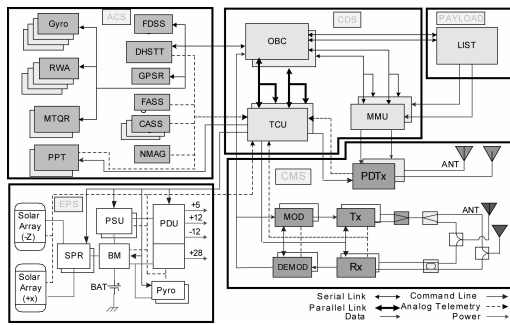 ACS
Gyro
FDSS
DHSTT
RWA
GPSR
FASS
MTQR
CASS
PPT
NMAG
CDS
OBC
TCU
MMU
PAYLOAD
LIST
EPS
Solar
Array
(-Z)
Solar
Array
(+x)
PSU
PDU
SPR
BM
BAT
Pyro
+5
+12
-12
+28
CMS
PDTx
ANT
MOD
Tx
ANT
DEMOD
Rx
Serial Link
Command Line
Parallel Link
Analog Telemetry
Data
Power